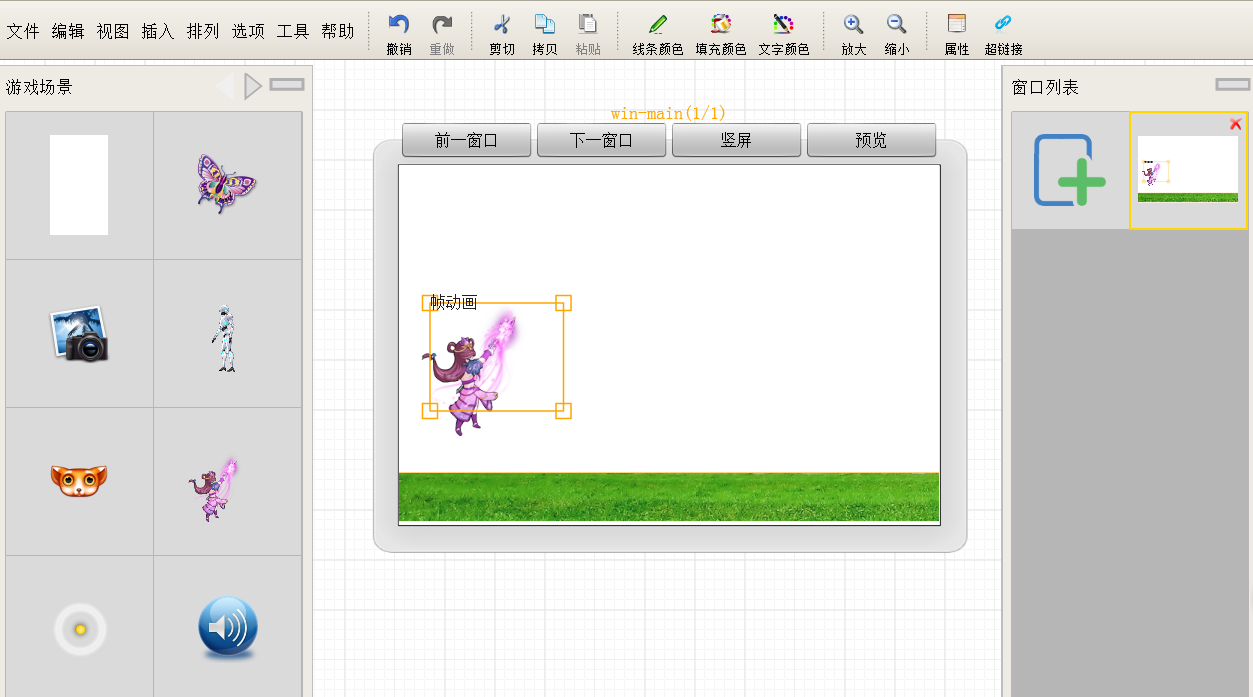 文件 编辑 视图 插入 排列 选项 工具 帮助
撤销 重做 剪切 拷贝 粘贴 线条颜色 填充颜色 文字颜色 放大 缩小 属性 超链接
游戏场景
win-main(1/1)
前一窗口 下一窗口 竖屏 预览
帧动画
窗口列表